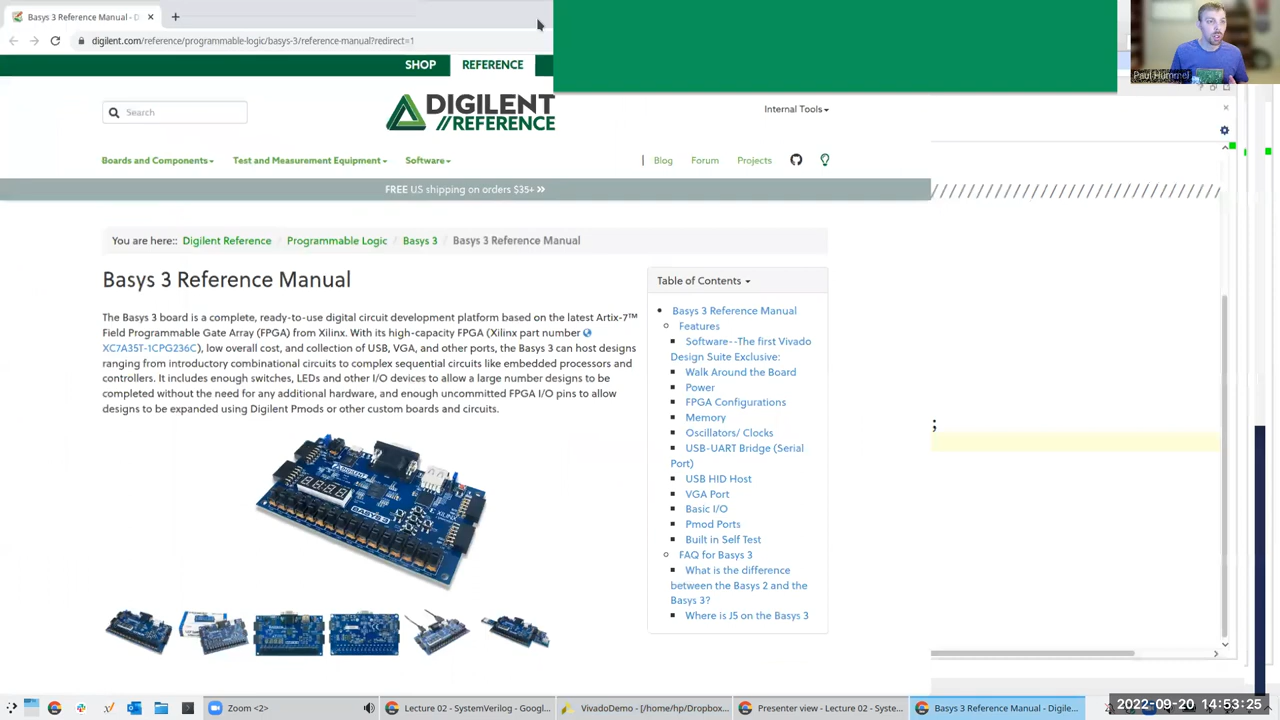 Basys 3 Reference Manual - D
digilent.com/reference/programmable-logic/basys-3/reference-manual?redirect=1
Paul Hummel
SHOP
REFERENCE
Search
DIGILENT
//REFERENCE
Internal Tools
Boards and Components
Test and Measurement Equipment
Software
Blog
Forum
Projects
FREE US shipping on orders $35+ »
//////////////////////////////
You are here:: Digilent Reference / Programmable Logic / Basys 3 / Basys 3 Reference Manual
Basys 3 Reference Manual
The Basys 3 board is a complete, ready-to-use digital circuit development platform based on the latest Artix-7™
Field Programmable Gate Array (FPGA) from Xilinx. With its high-capacity FPGA (Xilinx part number
XC7A35T-1CPG236C), low overall cost, and collection of USB, VGA, and other ports, the Basys 3 can host designs
ranging from introductory combinational circuits to complex sequential circuits like embedded processors and
controllers. It includes enough switches, LEDs and other I/O devices to allow a large number designs to be
completed without the need for any additional hardware, and enough uncommitted FPGA I/O pins to allow
designs to be expanded using Digilent Pmods or other custom boards and circuits.
DIGILENT
BASYS 3
XILINX
Table of Contents
Basys 3 Reference Manual
Features
Software--The first Vivado
Design Suite Exclusive:
Walk Around the Board
Power
FPGA Configurations
Memory
Oscillators/ Clocks
USB-UART Bridge (Serial
Port)
USB HID Host
VGA Port
Basic I/O
Pmod Ports
Built in Self Test
FAQ for Basys 3
What is the difference
between the Basys 2 and the
Basys 3?
Where is J5 on the Basys 3
;
Zoom <2>
Lecture 02 - SystemVerilog - Googl...
VivadoDemo - [/home/hp/Dropbox...
Presenter view - Lecture 02 - Syste...
Basys 3 Reference Manual - Digile...
2022-09-20 14:53:25